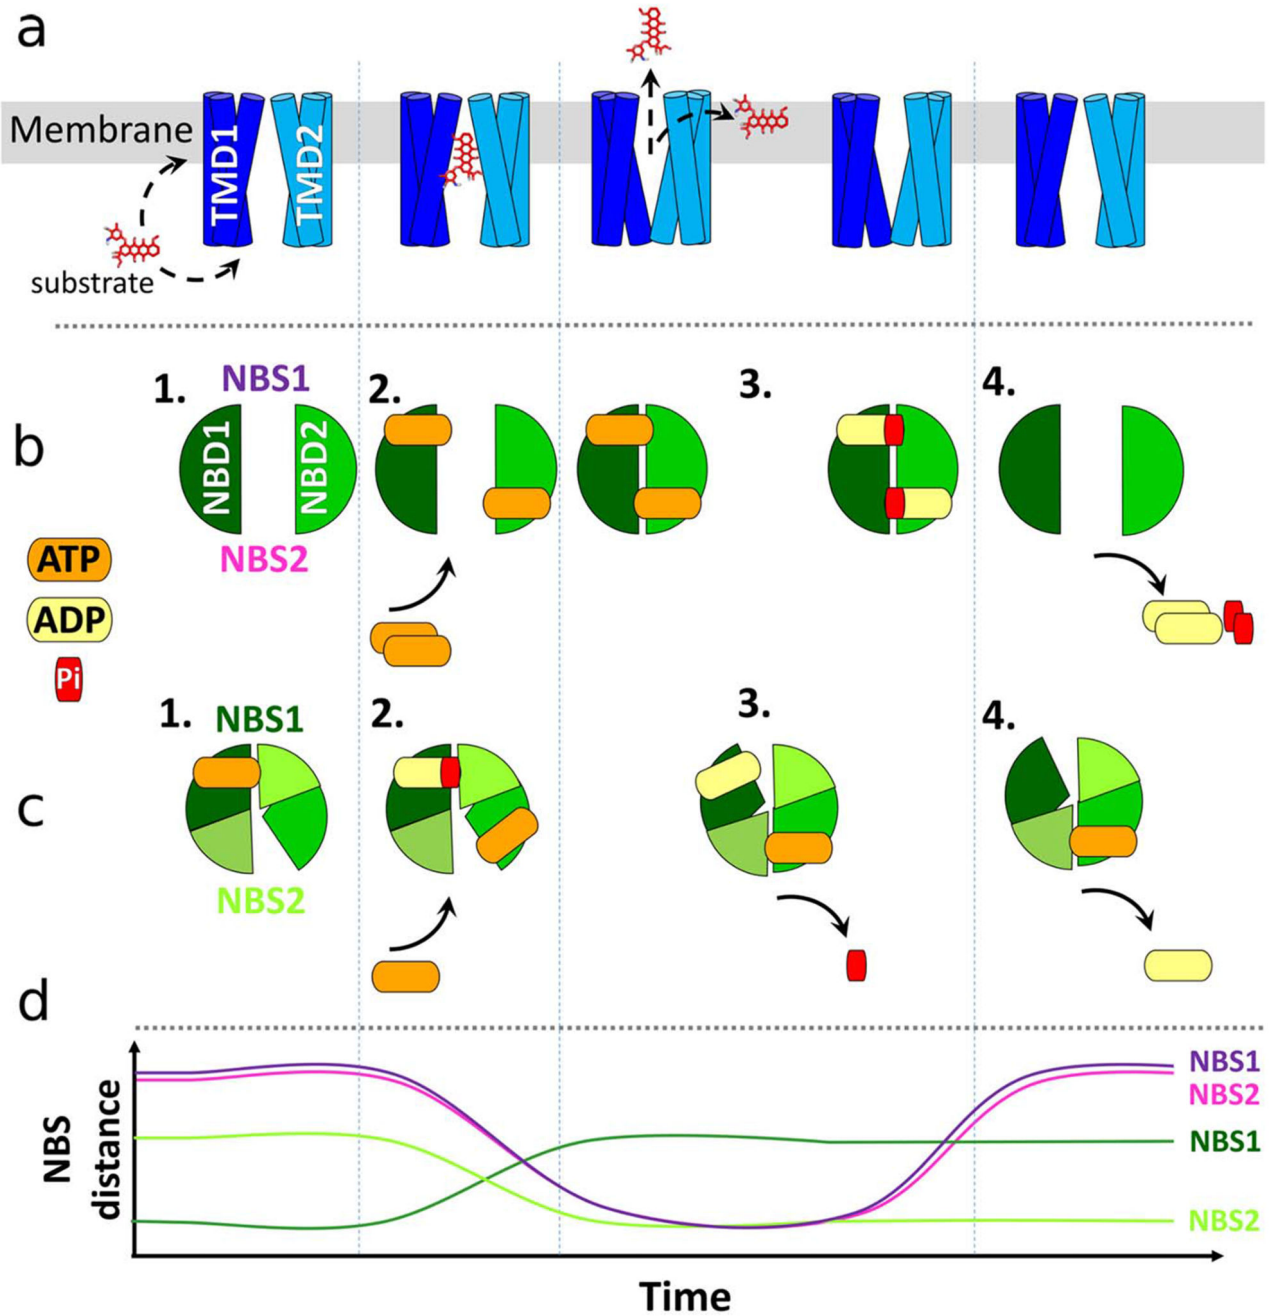 a
Membrane
TMD1
TMD2
substrate
b
1.
NBS1
2.
3.
4.
NBD1
NBD2
NBS2
ATP
ADP
Pi
c
1.
NBS1
2.
3.
4.
NBS2
d
NBS
distance
NBS1
NBS2
NBS1
NBS2
Time